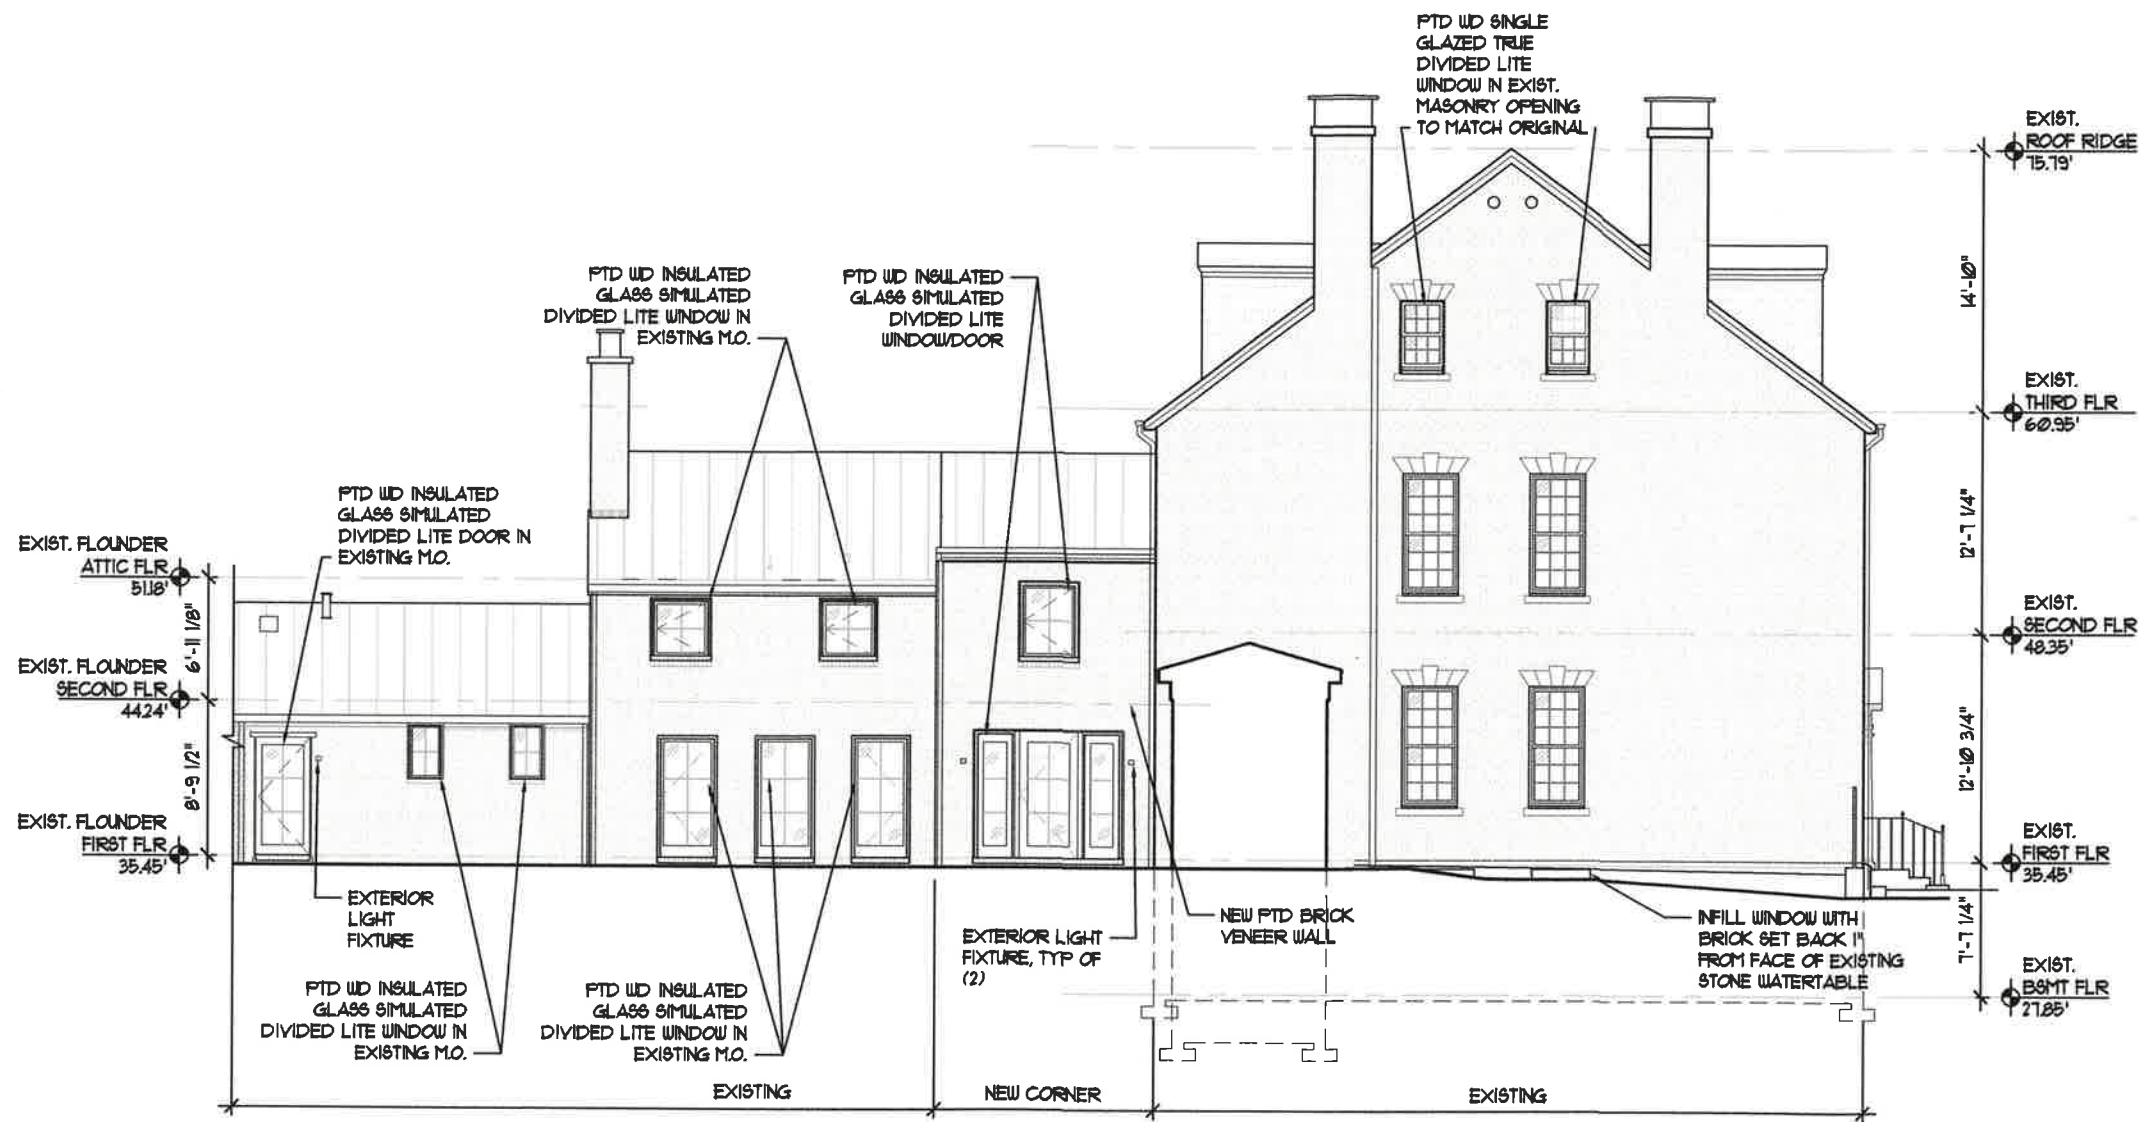 PTD WD SINGLE
GLAZED TRUE
DIVIDED LITE
WINDOW IN EXIST.
MASONRY OPENING
TO MATCH ORIGINAL
EXIST.
ROOF RIDGE
75.79'
14'-10"
EXIST.
THIRD FLR
60.95'
12'-7 1/4"
EXIST.
SECOND FLR
48.35'
12'-10 3/4"
EXIST.
FIRST FLR
35.45'
7'-7 1/4"
EXIST.
BSMT FLR
27.85'
PTD WD INSULATED
GLASS SIMULATED
DIVIDED LITE WINDOW IN
EXISTING M.O.
PTD WD INSULATED
GLASS SIMULATED
DIVIDED LITE
WINDOW/DOOR
PTD WD INSULATED
GLASS SIMULATED
DIVIDED LITE DOOR IN
EXISTING M.O.
EXIST. FLOUNDER
ATTIC FLR
51.18'
6'-11 1/8"
EXIST. FLOUNDER
SECOND FLR
44.24'
8'-9 1/2"
EXIST. FLOUNDER
FIRST FLR
35.45'
EXTERIOR
LIGHT
FIXTURE
PTD WD INSULATED
GLASS SIMULATED
DIVIDED LITE WINDOW IN
EXISTING M.O.
PTD WD INSULATED
GLASS SIMULATED
DIVIDED LITE WINDOW IN
EXISTING M.O.
EXTERIOR LIGHT
FIXTURE, TYP OF
(2)
NEW PTD BRICK
VENEER WALL
INFILL WINDOW WITH
BRICK SET BACK 1"
FROM FACE OF EXISTING
STONE WATERTABLE
EXISTING
NEW CORNER
EXISTING